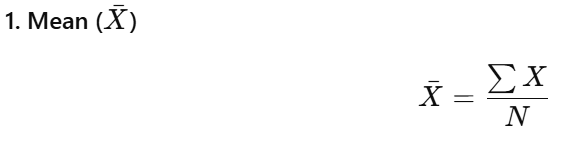 1. Mean (X̄)
X̄ = ∑ X / N